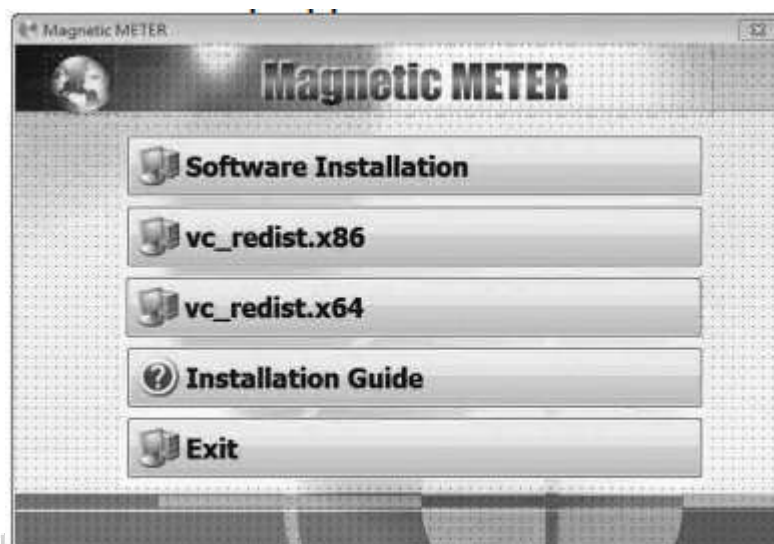 Magnetic METER
Magnetic METER
Software Installation
vc_redist.x86
vc_redist.x64
Installation Guide
Exit